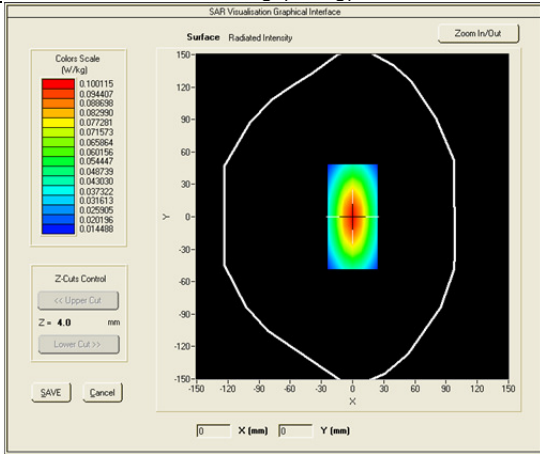 SAR Visualisation Graphical Interface
Surface Radiated Intensity
Zoom In/Out
Colors Scale
(W/kg)
0.100115
0.094407
0.088698
0.082990
0.077281
0.071573
0.065864
0.060156
0.054447
0.048739
0.043030
0.037322
0.031613
0.025905
0.020196
0.014488
Z-Cuts Control
<< Upper Cut
Z = 4.0 mm
Lower Cut >>
SAVE Cancel
150
120
90
60
30
0
-30
-60
-90
-120
-150
Y
-150 -120 -90 -60 -30 0 30 60 90 120 150
X
0 X (mm) 0 Y (mm)